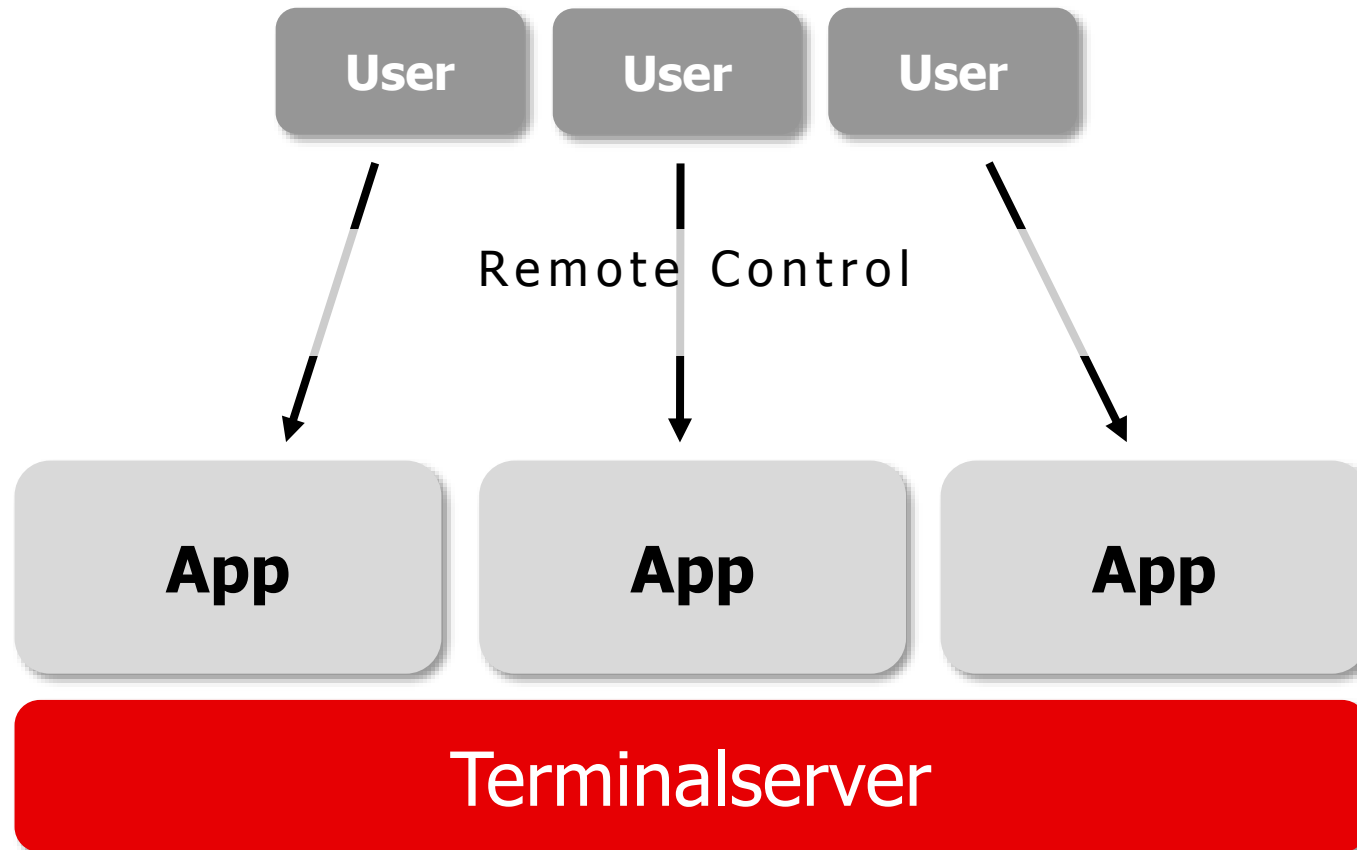 User User User
Remote Control
App App App
Terminalserver